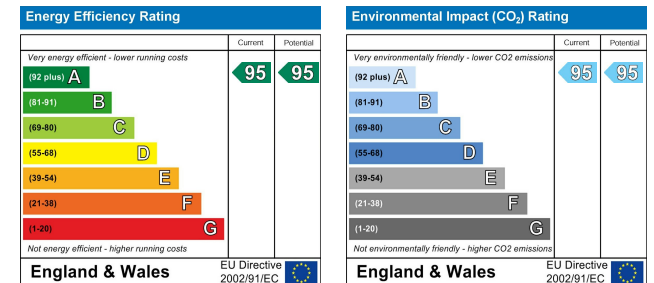 Energy Efficiency Rating
Current Potential
Very energy efficient - lower running costs
(92 plus) A
95 95
(81-91) B
(69-80) C
(55-68) D
(39-54) E
(21-38) F
(1-20) G
Not energy efficient - higher running costs
England & Wales
EU Directive
2002/91/EC
Environmental Impact (CO₂) Rating
Current Potential
Very environmentally friendly - lower CO2 emissions
(92 plus) A
95 95
(81-91) B
(69-80) C
(55-68) D
(39-54) E
(21-38) F
(1-20) G
Not environmentally friendly - higher CO2 emissions
England & Wales
EU Directive
2002/91/EC